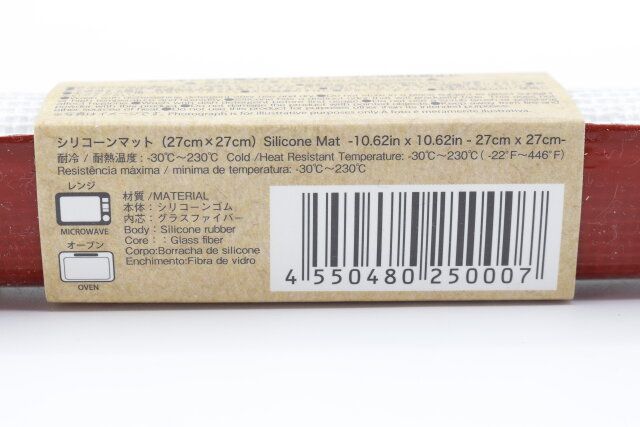 シリコーンマット（27cm×27cm）Silicone Mat -10.62in x 10.62in - 27cm x 27cm-
耐冷 / 耐熱温度：-30℃〜230℃ Cold /Heat Resistant Temperature: -30℃〜230℃( -22˚F〜446˚F)
Resistência máxima / mínima de temperatura: -30℃〜230℃
レンジ
MICROWAVE
オーブン
OVEN
材質 /MATERIAL
本体：シリコーンゴム
内芯：グラスファイバー
Body : Silicone rubber
Core : : Glass fiber
Corpo:Borracha de silicone
Enchimento:Fibra de vidro
4 550480 250007